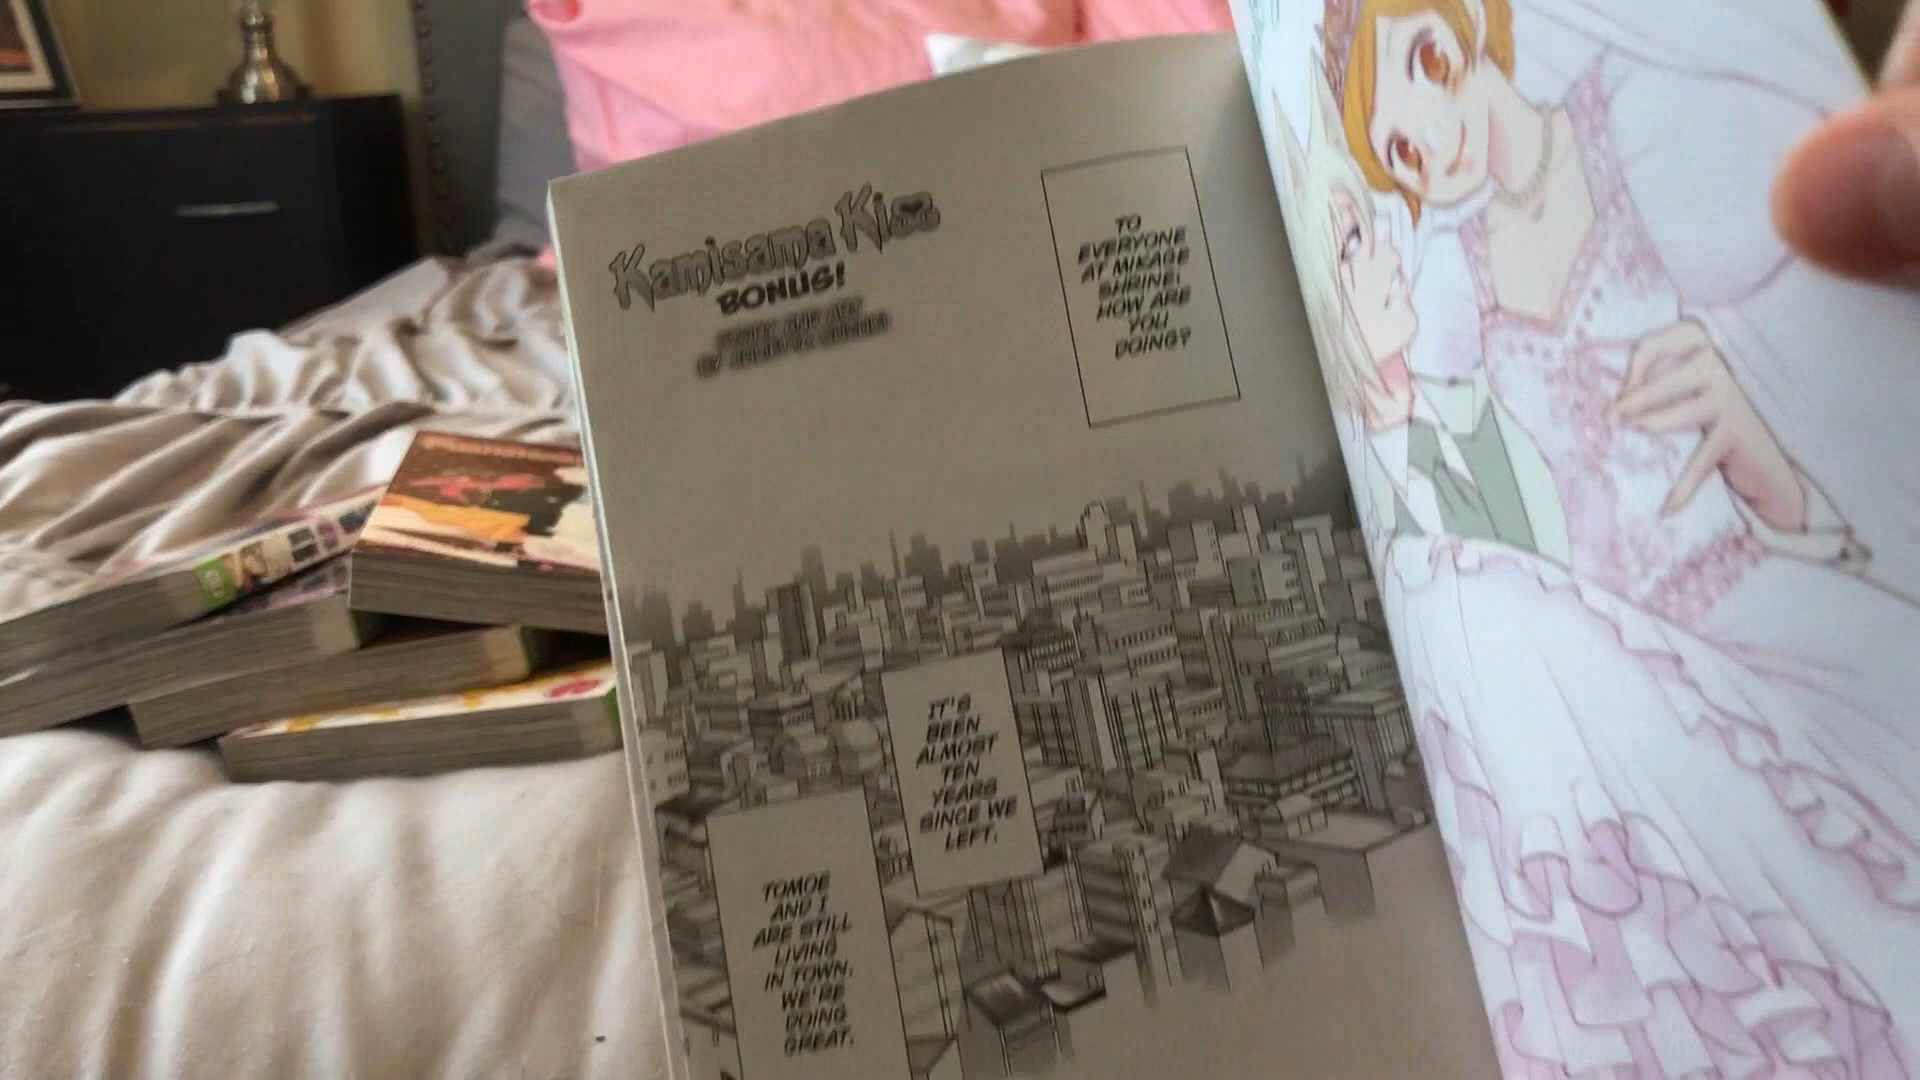 Kamisama Kiss
BONUS!
TO
EVERYONE
AT MIKAGE
SHRINE!
HOW ARE
YOU
DOING?
IT'S
BEEN
ALMOST
TEN
YEARS
SINCE WE
LEFT.
TOMOE
AND I
ARE STILL
LIVING
IN TOWN.
WE'RE
DOING
GREAT.